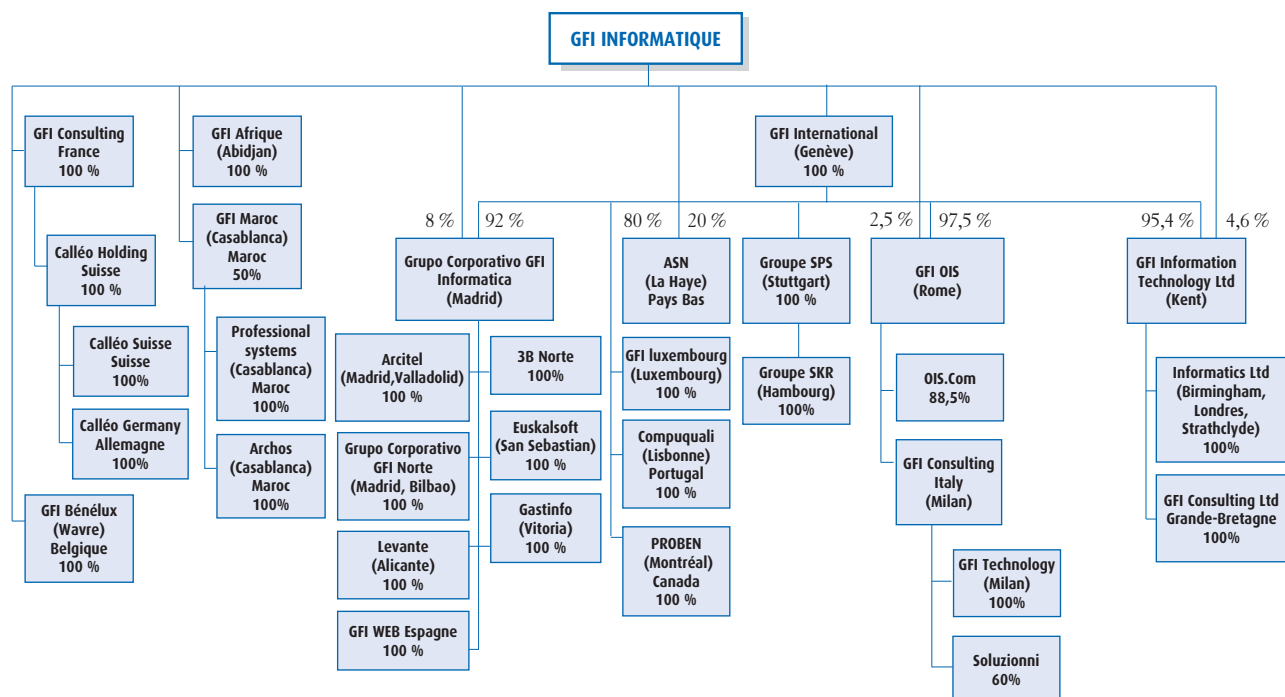 GFI INFORMATIQUE
GFI Consulting
France
100 %
GFI Afrique
(Abidjan)
100 %
GFI International
(Genève)
100 %
GFI Maroc
(Casablanca)
Maroc
50%
8 %
92 %
80 %
20 %
2,5 %
97,5 %
95,4 %
4,6 %
Calléo Holding
Suisse
100 %
Grupo Corporativo GFI
Informatica
(Madrid)
ASN
(La Haye)
Pays Bas
Groupe SPS
(Stuttgart)
100 %
GFI OIS
(Rome)
GFI Information
Technology Ltd
(Kent)
Calléo Suisse
Suisse
100%
Professional
systems
(Casablanca)
Maroc
100%
Arcitel
(Madrid,Valladolid)
100 %
3B Norte
100%
GFI luxembourg
(Luxembourg)
100 %
Groupe SKR
(Hambourg)
100%
OIS.Com
88,5%
Informatics Ltd
(Birmingham,
Londres,
Strathclyde)
100%
Calléo Germany
Allemagne
100%
Archos
(Casablanca)
Maroc
100%
Grupo Corporativo
GFI Norte
(Madrid, Bilbao)
100 %
Euskalsoft
(San Sebastian)
100 %
Compuquali
(Lisbonne)
Portugal
100 %
GFI Consulting
Italy
(Milan)
GFI Consulting Ltd
Grande-Bretagne
100%
GFI Bénélux
(Wavre)
Belgique
100 %
Levante
(Alicante)
100 %
Gastinfo
(Vitoria)
100 %
PROBEN
(Montréal)
Canada
100 %
GFI Technology
(Milan)
100%
GFI WEB Espagne
100 %
Soluzionni
60%